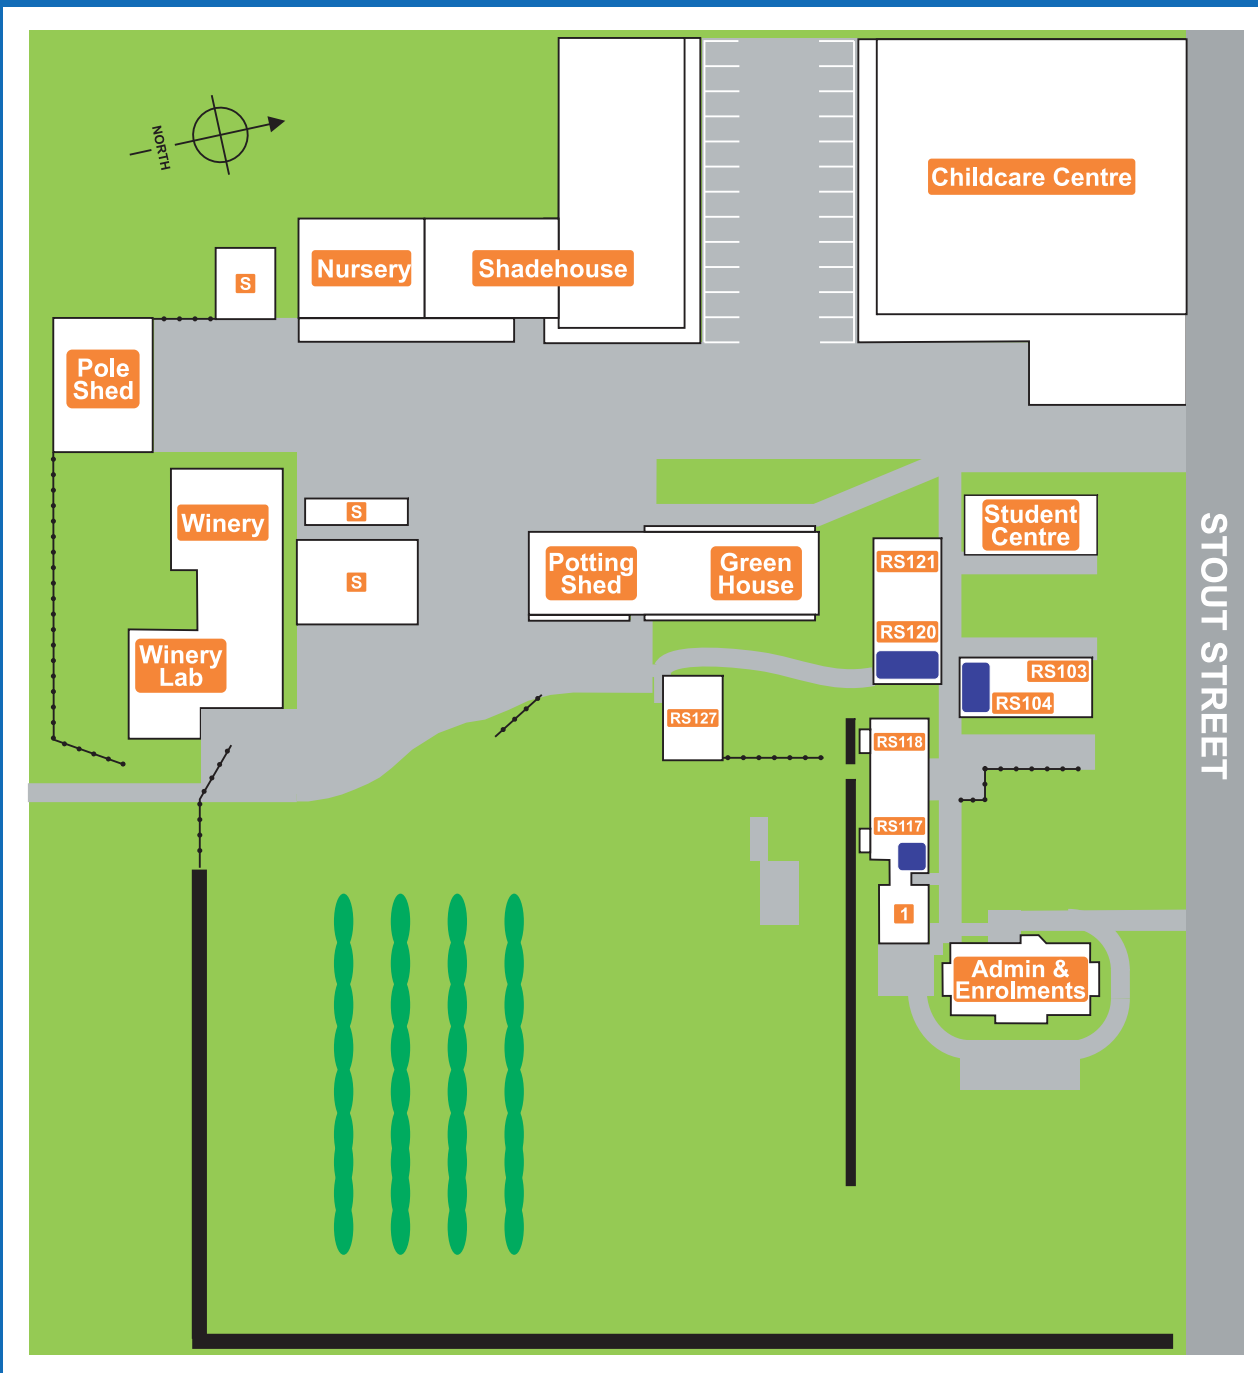 NORTH
Childcare Centre
S
Nursery
Shadehouse
Pole
Shed
Winery
S
S
Winery
Lab
Potting
Shed
Green
House
RS121
RS120
Student
Centre
RS103
RS104
STOUT STREET
RS127
RS118
RS117
1
Admin &
Enrolments